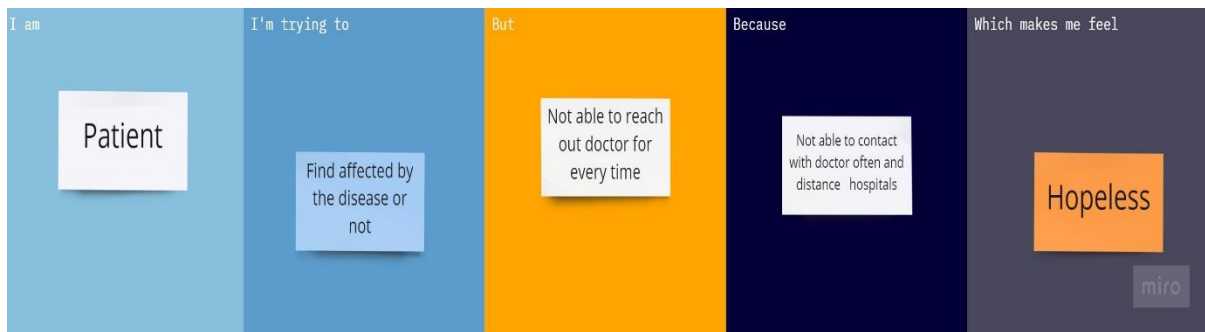 I am
Patient
I'm trying to
Find affected by
the disease or
not
But
Not able to reach
out doctor for
every time
Because
Not able to contact
with doctor often and
distance hospitals
Which makes me feel
Hopeless
miro